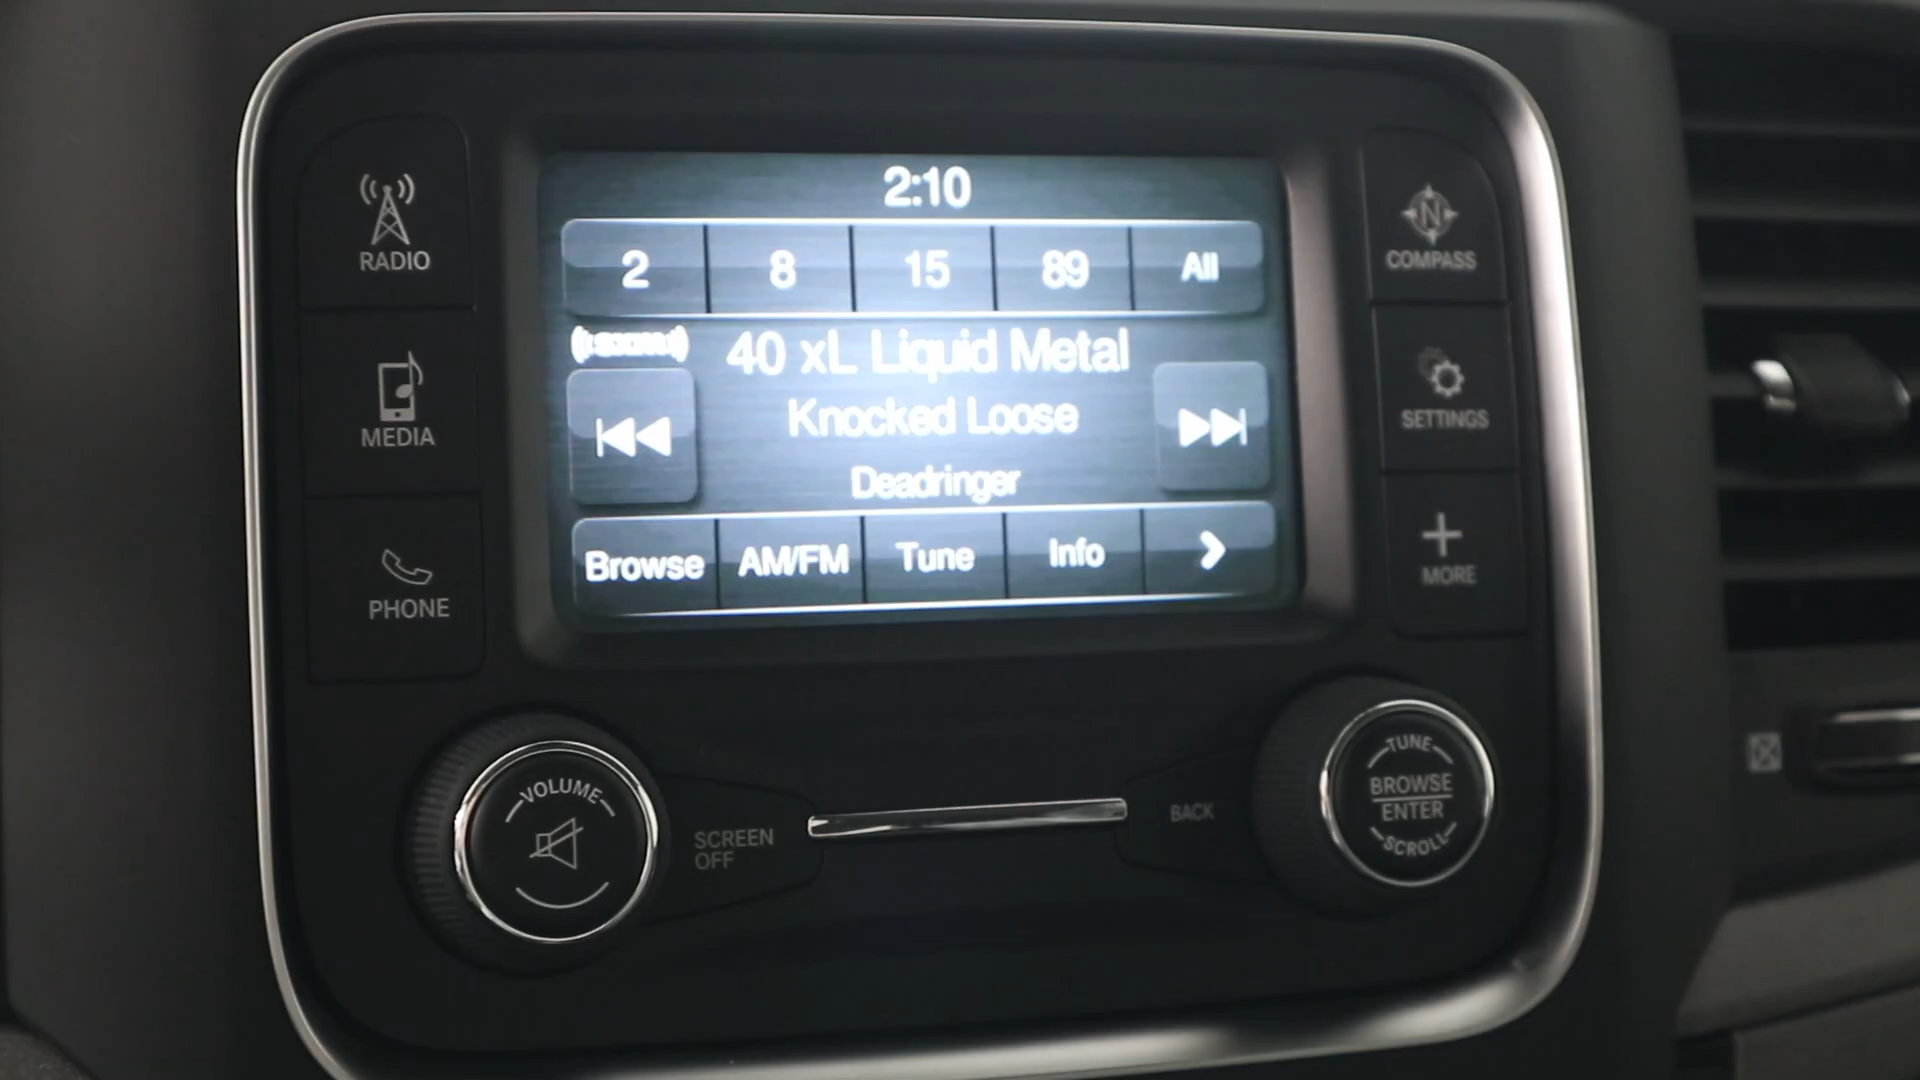 2:10
2 8 15 89 All
((SiriusXM))
40 xL Liquid Metal
Knocked Loose
Deadringer
Browse AM/FM Tune Info
RADIO
MEDIA
PHONE
N
COMPASS
SETTINGS
MORE
VOLUME
SCREEN
OFF
BACK
TUNE
BROWSE
ENTER
SCROLL